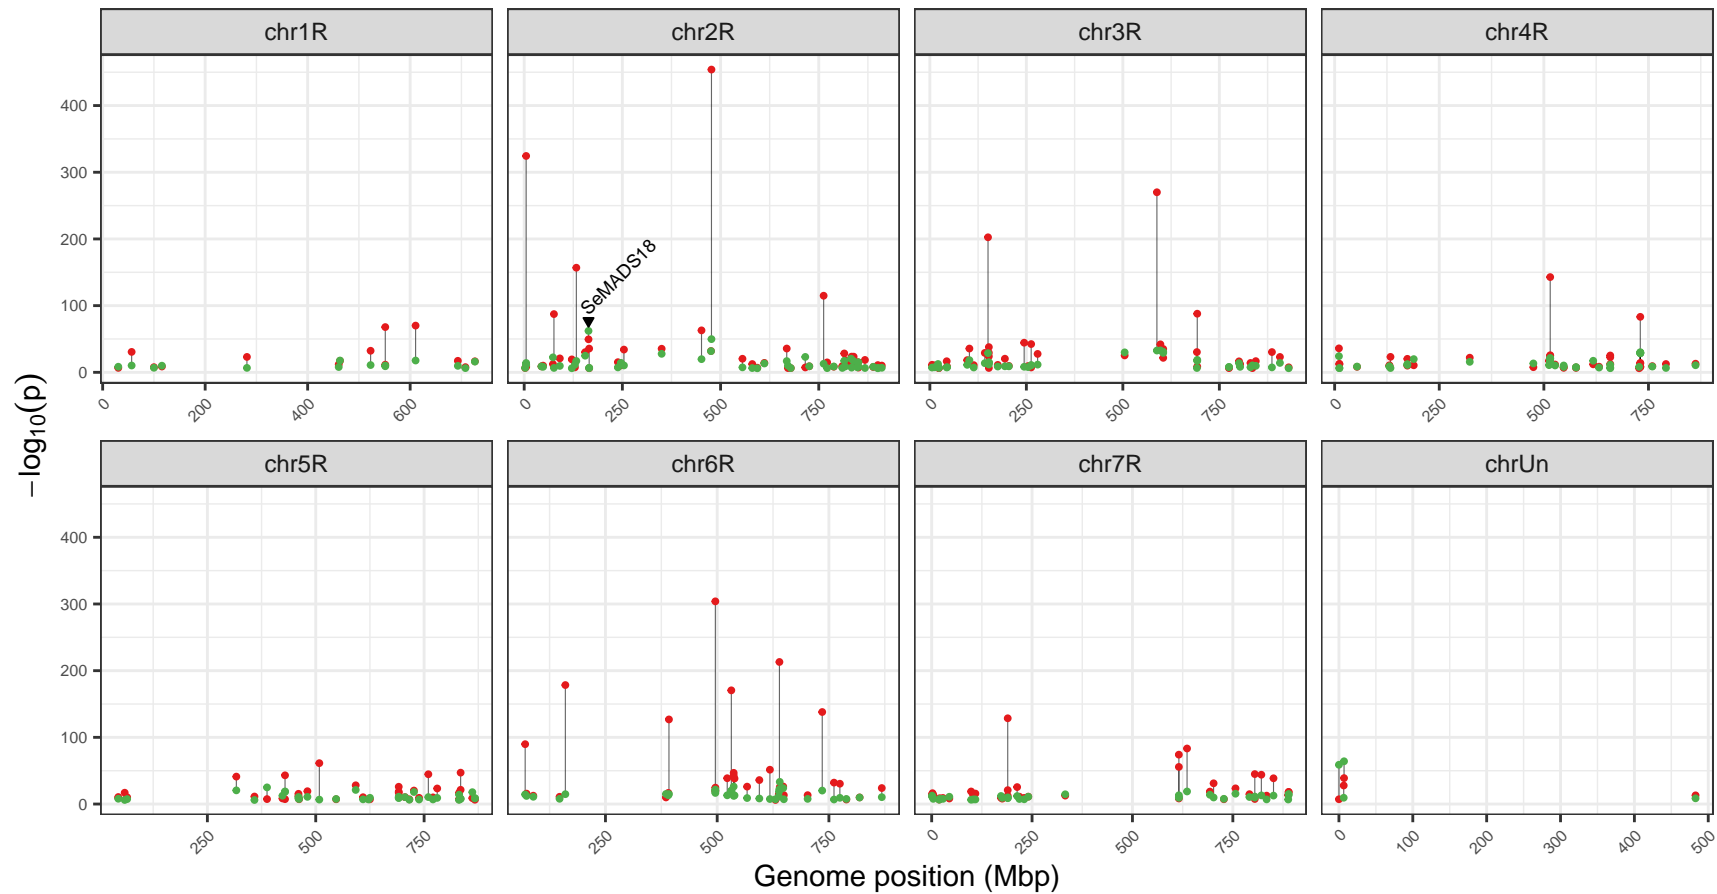 chr1R chr2R chr3R chr4R
400
300
200
100
0
SeMADS18
0 200 400 600 0 250 500 750 0 250 500 750 0 250 500 750
−log10(p)
chr5R chr6R chr7R chrUn
400
300
200
100
0
250 500 750 250 500 750 0 250 500 750 0 100 200 300 400 500
Genome position (Mbp)